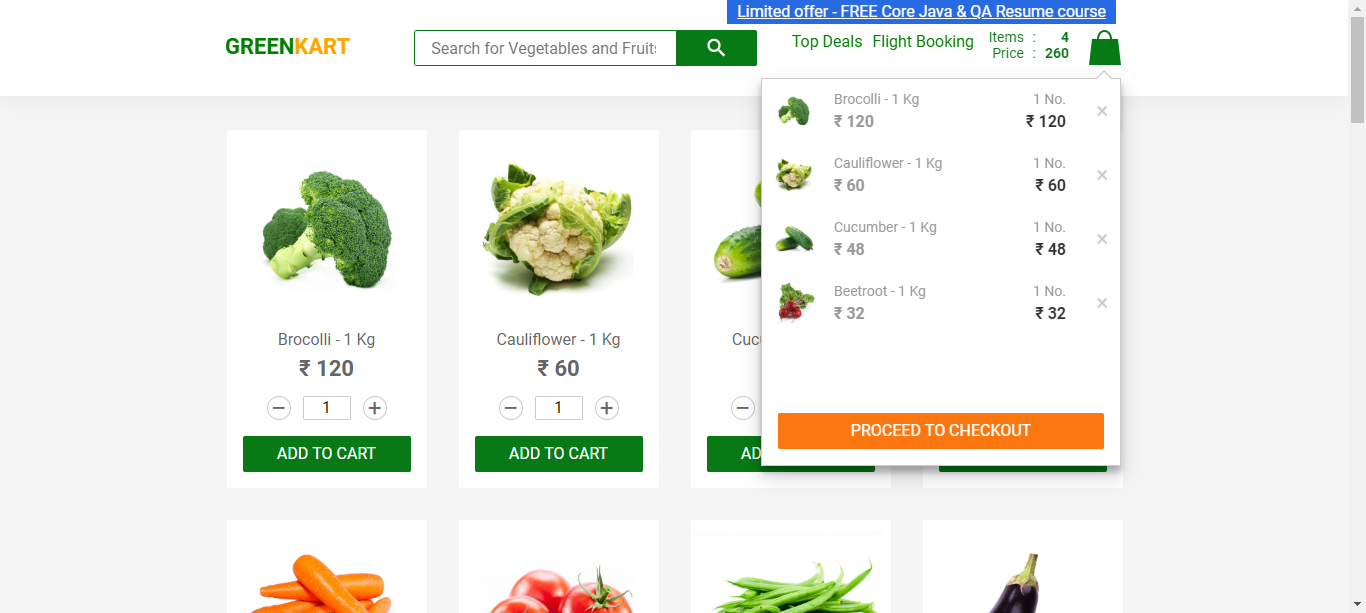 Limited offer - FREE Core Java & QA Resume course
GREENKART
Search for Vegetables and Fruits
Top Deals Flight Booking
Items : 4
Price : 260
Brocolli - 1 Kg 1 No.
₹ 120 ₹ 120
×
Cauliflower - 1 Kg 1 No.
₹ 60 ₹ 60
×
Cucumber - 1 Kg 1 No.
₹ 48 ₹ 48
×
Beetroot - 1 Kg 1 No.
₹ 32 ₹ 32
×
PROCEED TO CHECKOUT
Brocolli - 1 Kg
₹ 120
– 1 +
ADD TO CART
Cauliflower - 1 Kg
₹ 60
– 1 +
ADD TO CART
Cuc
–
AD